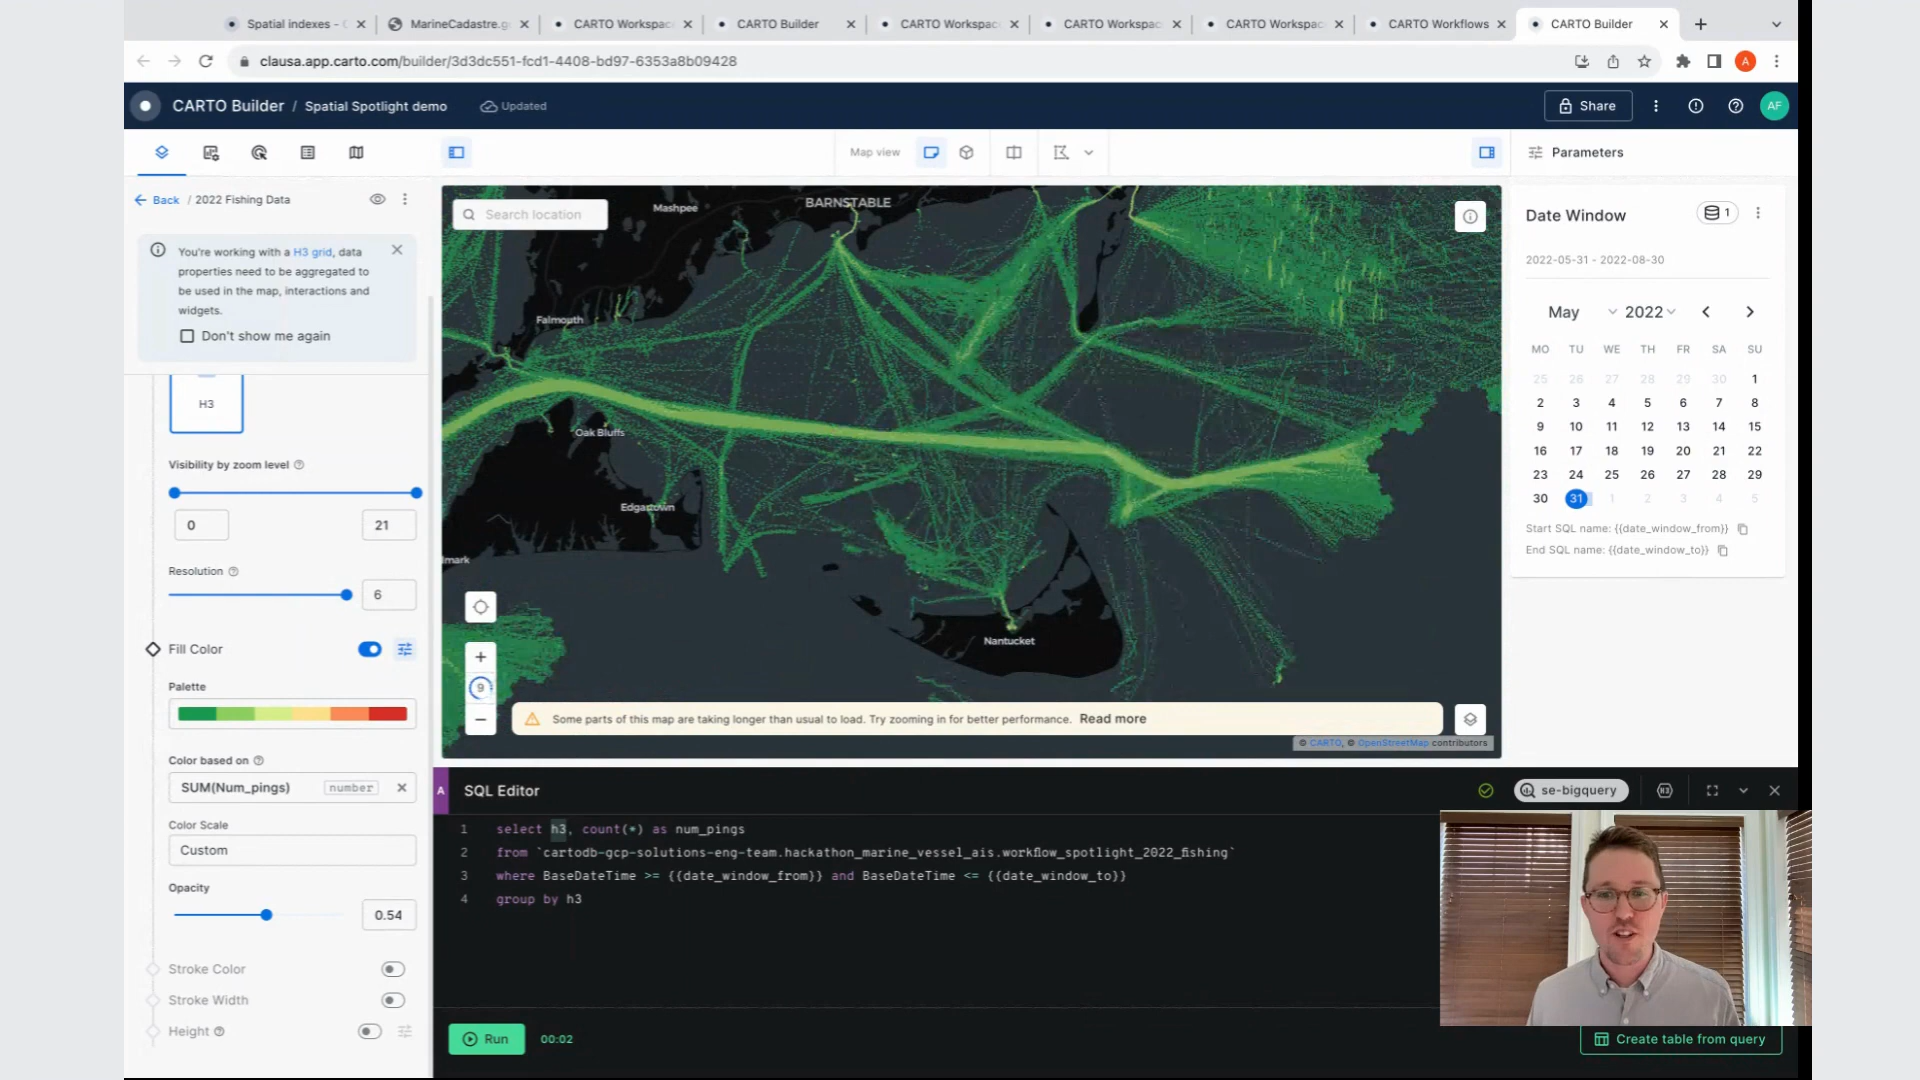 Spatial indexes -
MarineCadastre.g
CARTO Workspac
CARTO Builder
CARTO Workspac
CARTO Workspac
CARTO Workspac
CARTO Workflows
CARTO Builder
clausa.app.carto.com/builder/3d3dc551-fcd1-4408-bd97-6353a8b09428
A
CARTO Builder / Spatial Spotlight demo
Updated
Share
AF
Map view
Parameters
Back / 2022 Fishing Data
You're working with a H3 grid, data
properties need to be aggregated to
be used in the map, interactions and
widgets.
Don't show me again
H3
Visibility by zoom level
0
21
Resolution
6
Fill Color
Palette
Color based on
SUM(Num_pings)
number
Color Scale
Custom
Opacity
0.54
Stroke Color
Stroke Width
Height
Search location
Mashpee
BARNSTABLE
Falmouth
Oak Bluffs
Edgartown
lmark
Nantucket
9
Some parts of this map are taking longer than usual to load. Try zooming in for better performance. Read more
© CARTO, © OpenStreetMap contributors
Date Window
1
2022-05-31 - 2022-08-30
May 2022
MO TU WE TH FR SA SU
25 26 27 28 29 30 1
2 3 4 5 6 7 8
9 10 11 12 13 14 15
16 17 18 19 20 21 22
23 24 25 26 27 28 29
30 31 1 2 3 4 5
Start SQL name: {{date_window_from}}
End SQL name: {{date_window_to}}
A
SQL Editor
se-bigquery
1 select h3, count(*) as num_pings
2 from `cartodb-gcp-solutions-eng-team.hackathon_marine_vessel_ais.workflow_spotlight_2022_fishing`
3 where BaseDateTime >= {{date_window_from}} and BaseDateTime <= {{date_window_to}}
4 group by h3
Run
00:02
Create table from query